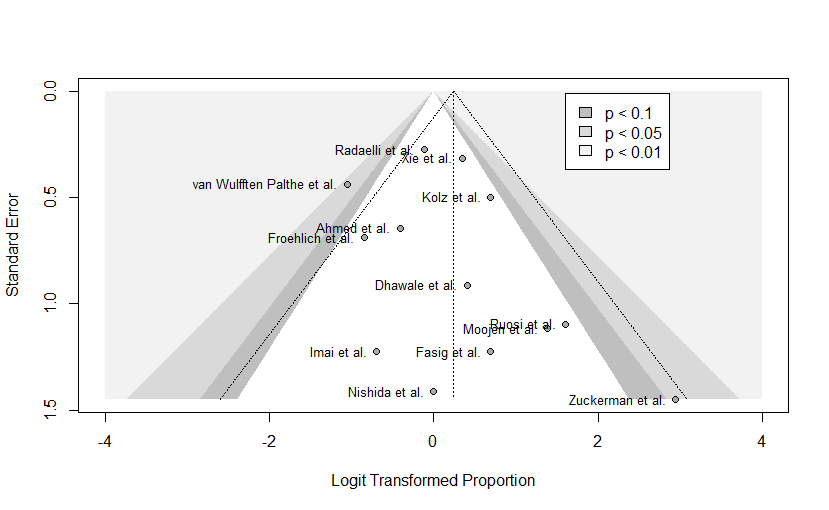 0.0
0.5
1.0
1.5
Standard Error
p < 0.1
p < 0.05
p < 0.01
Radaelli et al.
Xie et al.
van Wulfften Palthe et al.
Kolz et al.
Ahmed et al.
Froehlich et al.
Dhawale et al.
Ruosi et al.
Moojen et al.
Imai et al.
Fasig et al.
Nishida et al.
Zuckerman et al.
-4
-2
0
2
4
Logit Transformed Proportion